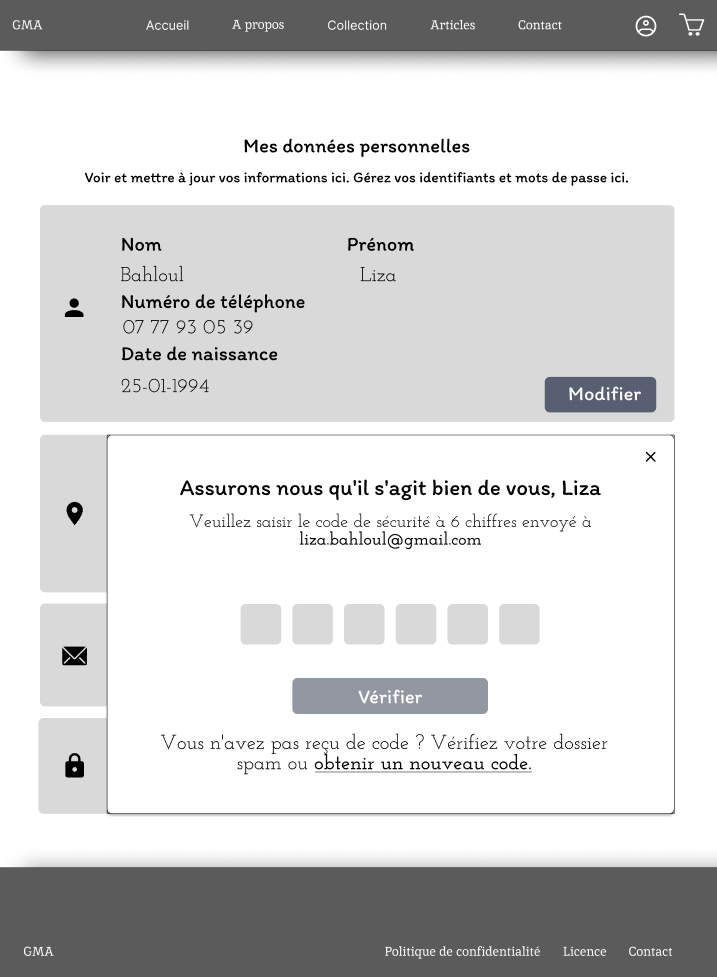 GMA Accueil A propos Collection Articles Contact
Mes données personnelles
Voir et mettre à jour vos informations ici. Gérez vos identifiants et mots de passe ici.
Nom Prénom
Bahloul Liza
Numéro de téléphone
07 77 93 05 39
Date de naissance
25-01-1994
Modifier
Assurons nous qu'il s'agit bien de vous, Liza
Veuillez saisir le code de sécurité à 6 chiffres envoyé à
liza.bahloul@gmail.com
Vérifier
Vous n'avez pas reçu de code ? Vérifiez votre dossier
spam ou obtenir un nouveau code.
GMA Politique de confidentialité Licence Contact